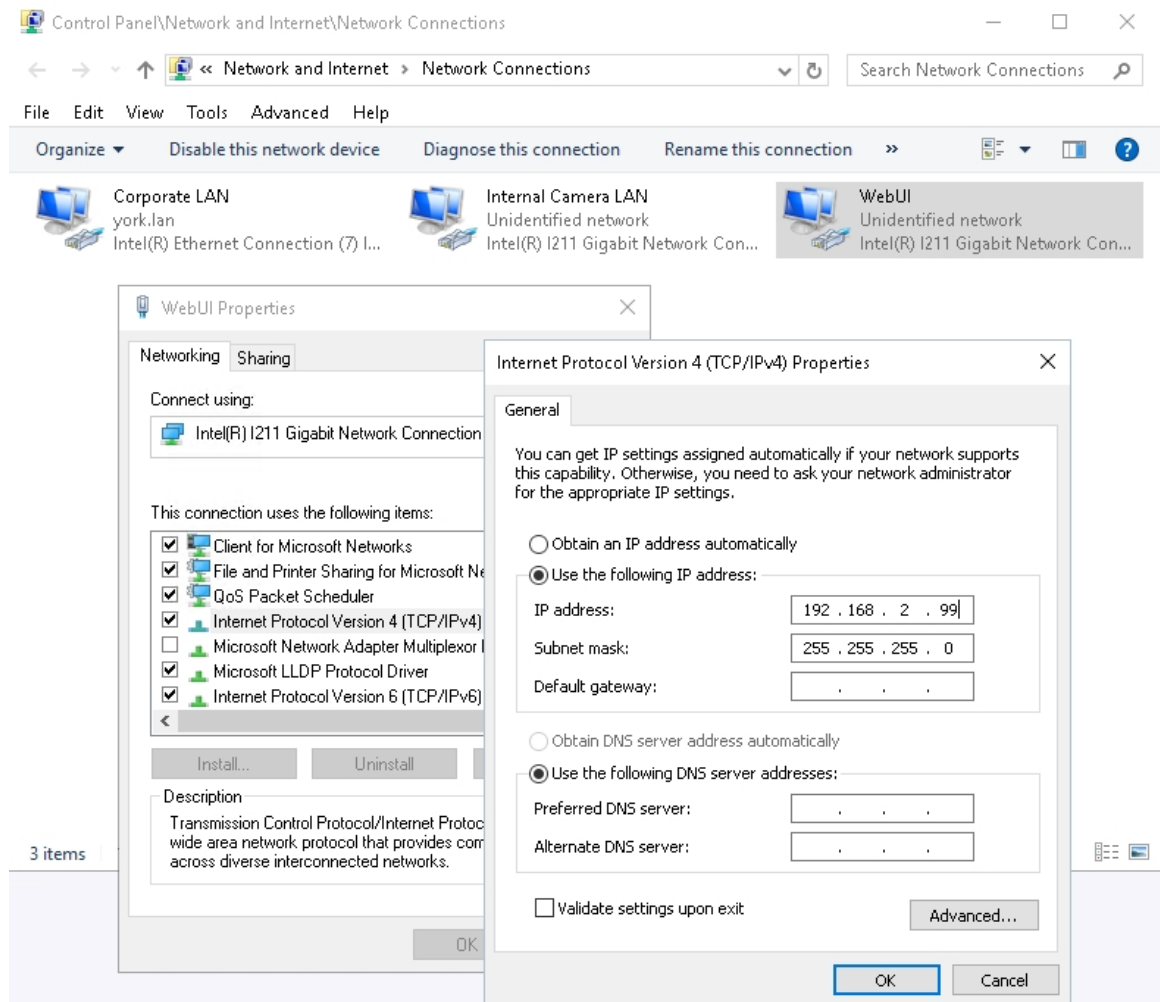 Control Panel\Network and Internet\Network Connections
« Network and Internet › Network Connections
Search Network Connections
File Edit View Tools Advanced Help
Organize Disable this network device Diagnose this connection Rename this connection »
Corporate LAN
york.lan
Intel(R) Ethernet Connection (7) I...
Internal Camera LAN
Unidentified network
Intel(R) I211 Gigabit Network Con...
WebUI
Unidentified network
Intel(R) I211 Gigabit Network Con...
WebUI Properties
Networking Sharing
Connect using:
Intel(R) I211 Gigabit Network Connection
This connection uses the following items:
Client for Microsoft Networks
File and Printer Sharing for Microsoft Ne
QoS Packet Scheduler
Internet Protocol Version 4 (TCP/IPv4)
Microsoft Network Adapter Multiplexor
Microsoft LLDP Protocol Driver
Internet Protocol Version 6 (TCP/IPv6)
Install... Uninstall
Description
Transmission Control Protocol/Internet Protoc
wide area network protocol that provides com
across diverse interconnected networks.
OK
3 items
Internet Protocol Version 4 (TCP/IPv4) Properties
General
You can get IP settings assigned automatically if your network supports
this capability. Otherwise, you need to ask your network administrator
for the appropriate IP settings.
Obtain an IP address automatically
Use the following IP address:
IP address: 192 . 168 . 2 . 99
Subnet mask: 255 . 255 . 255 . 0
Default gateway: . . .
Obtain DNS server address automatically
Use the following DNS server addresses:
Preferred DNS server: . . .
Alternate DNS server: . . .
Validate settings upon exit
Advanced...
OK Cancel